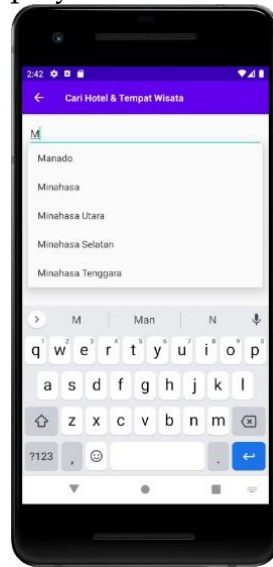 2:42
Cari Hotel & Tempat Wisata
M
Manado
Minahasa
Minahasa Utara
Minahasa Selatan
Minahasa Tenggara
M Man N
q w e r t y u i o p
a s d f g h j k l
z x c v b n m
?123 , .